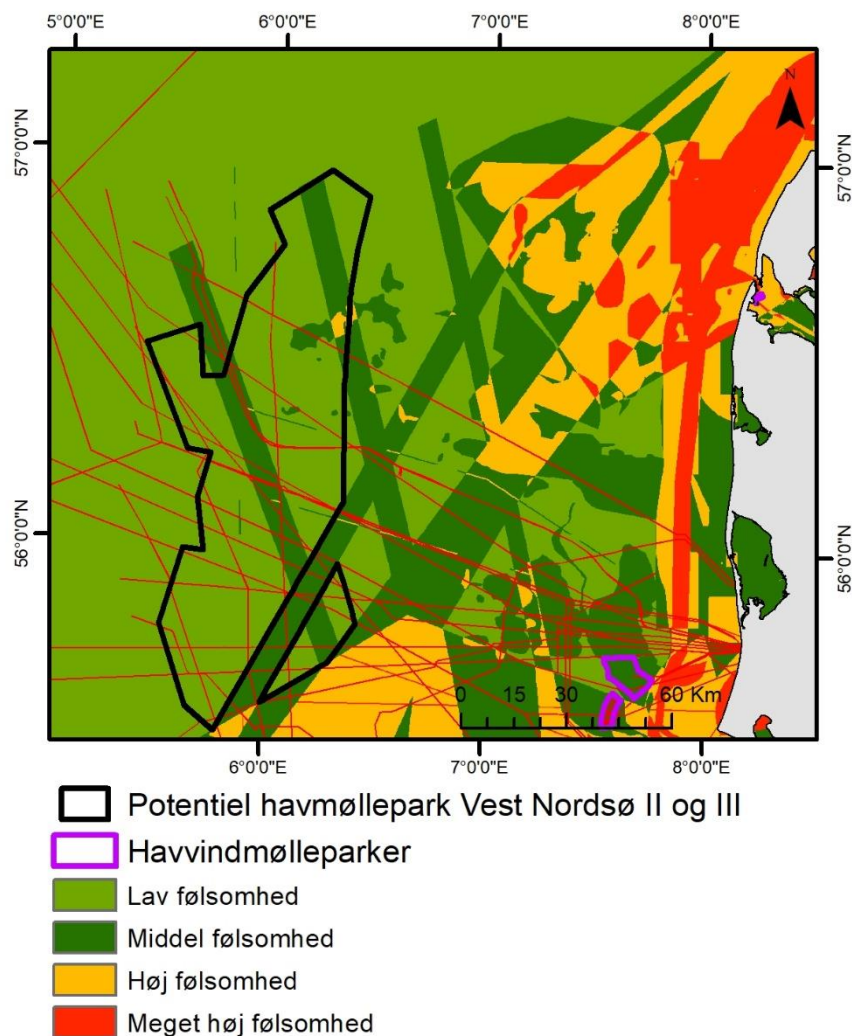 5°0'0"E 6°0'0"E 7°0'0"E 8°0'0"E
N
57°0'0"N 57°0'0"N
56°0'0"N 56°0'0"N
0 15 30 60 Km
6°0'0"E 7°0'0"E 8°0'0"E
Potentiel havmøllepark Vest Nordsø II og III
Havvindmølleparker
Lav følsomhed
Middel følsomhed
Høj følsomhed
Meget høj følsomhed